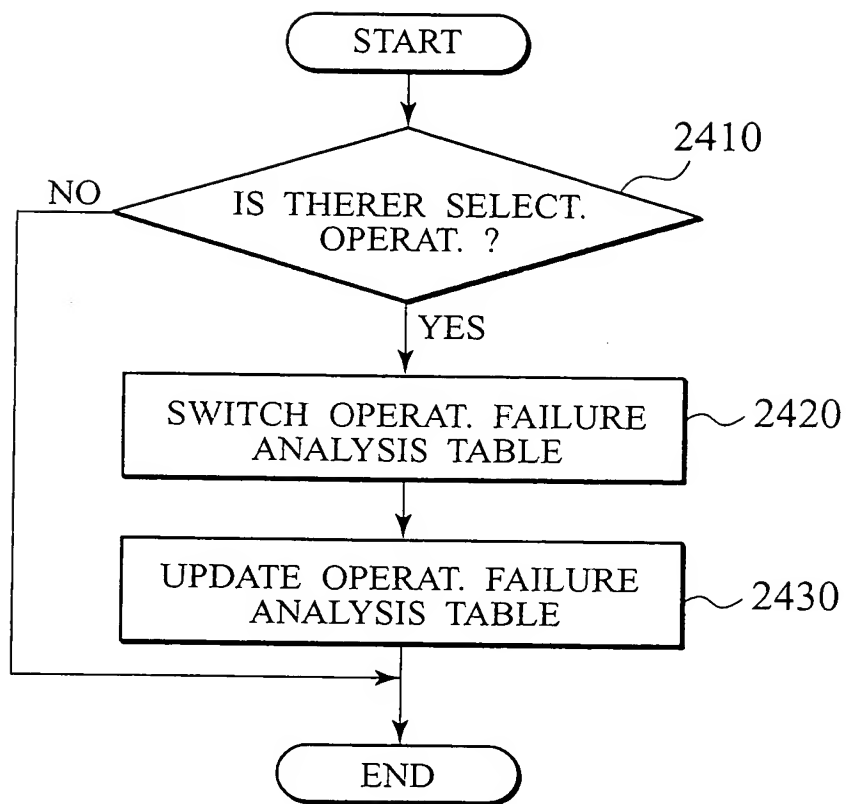 START
2410
NO
IS THERER SELECT.
OPERAT. ?
YES
SWITCH OPERAT. FAILURE
ANALYSIS TABLE
2420
UPDATE OPERAT. FAILURE
ANALYSIS TABLE
2430
END